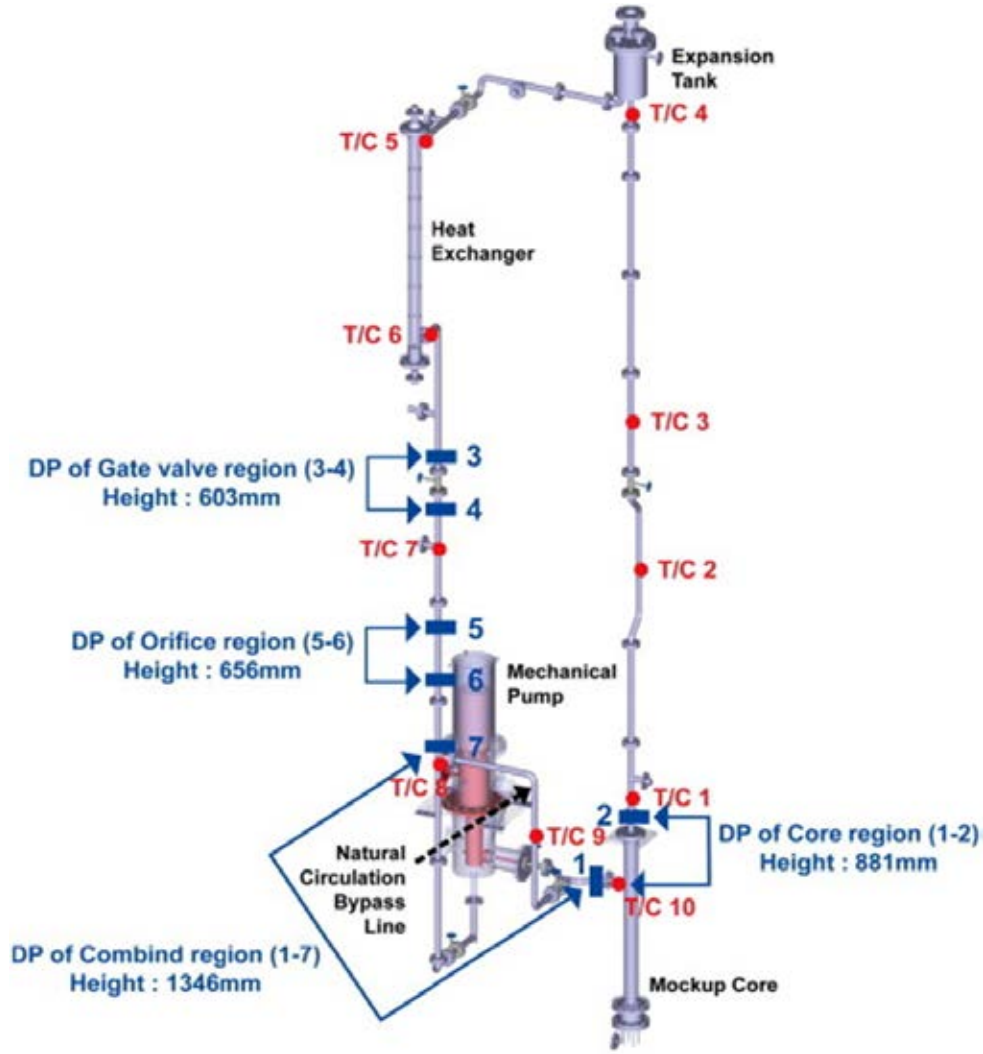 Expansion
Tank
T/C 4
T/C 5
Heat
Exchanger
T/C 6
T/C 3
3
DP of Gate valve region (3-4)
Height : 603mm
4
T/C 7
T/C 2
5
DP of Orifice region (5-6)
Height : 656mm
6
Mechanical
Pump
7
T/C 8
T/C 1
2
T/C 9
DP of Core region (1-2)
Height : 881mm
Natural
Circulation
Bypass
Line
1
T/C 10
DP of Combind region (1-7)
Height : 1346mm
Mockup Core